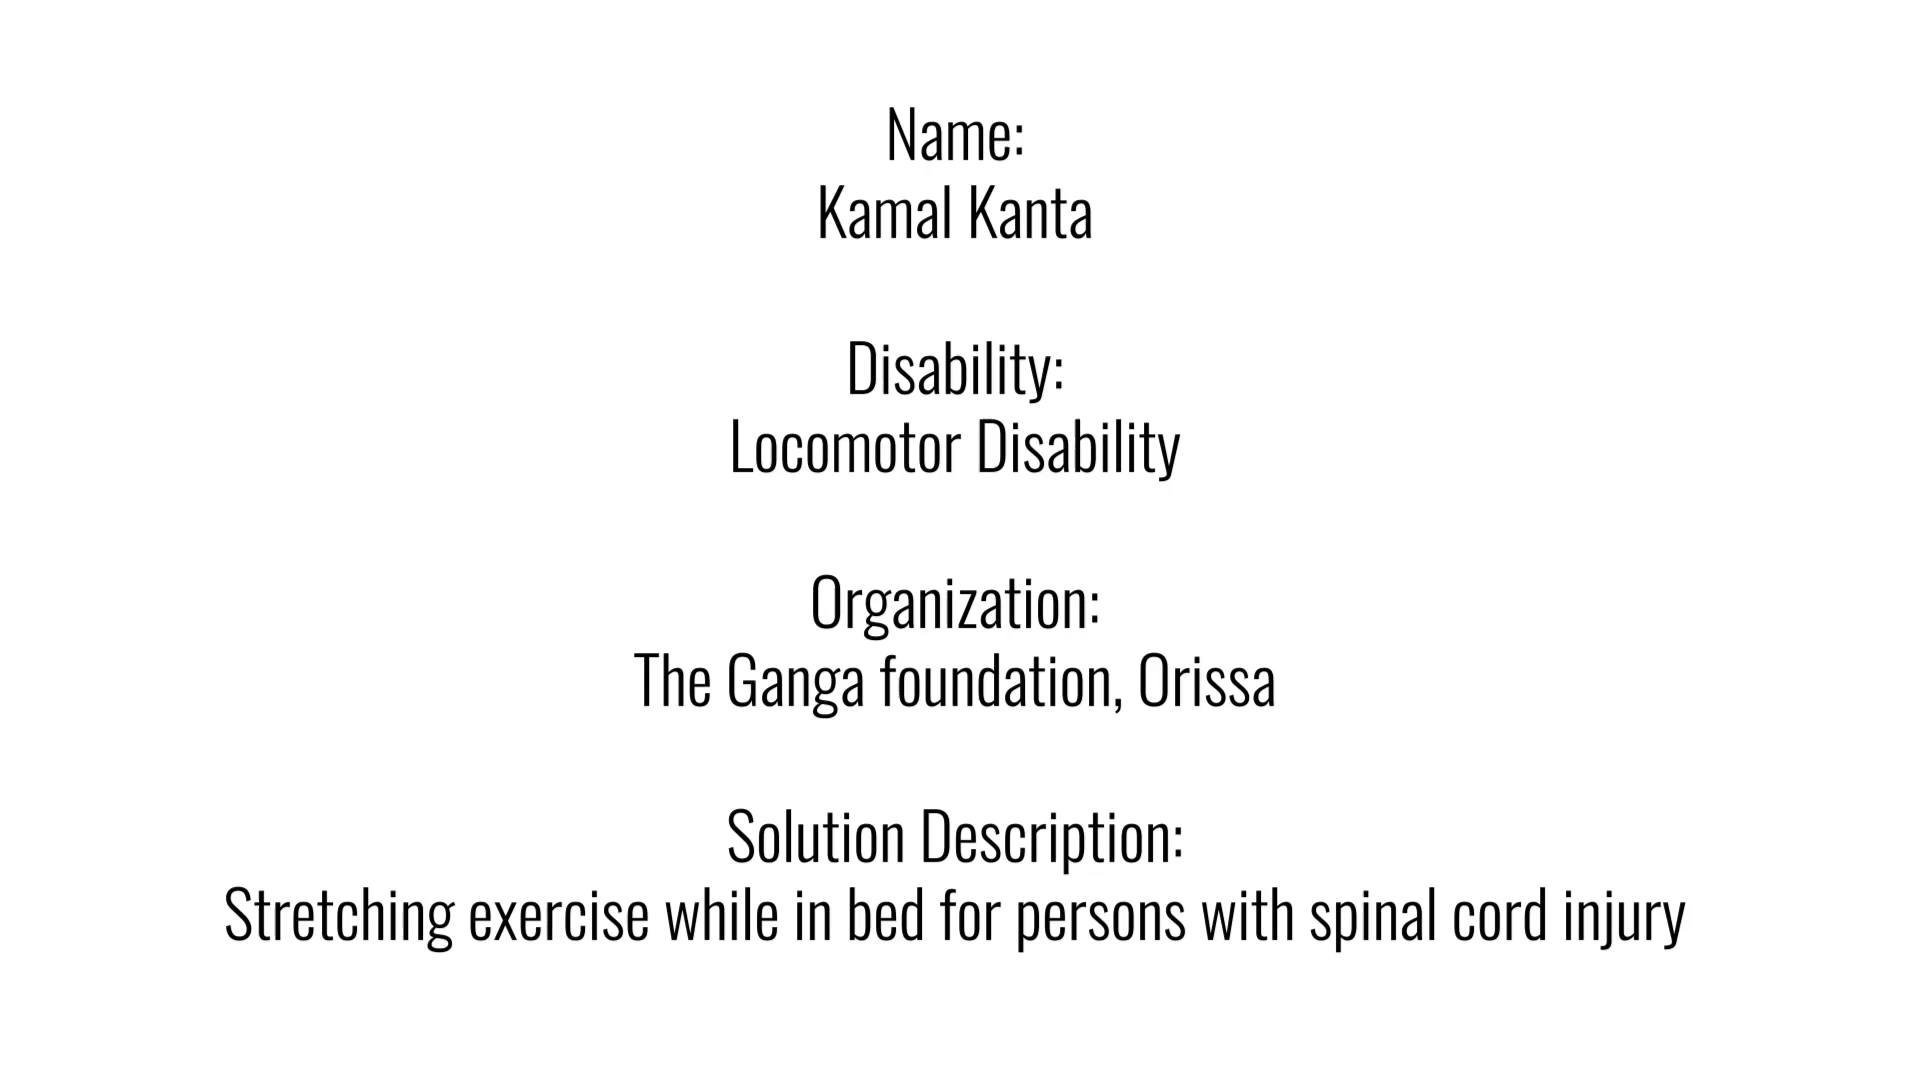 Name:
Kamal Kanta
Disability:
Locomotor Disability
Organization:
The Ganga foundation, Orissa
Solution Description:
Stretching exercise while in bed for persons with spinal cord injury